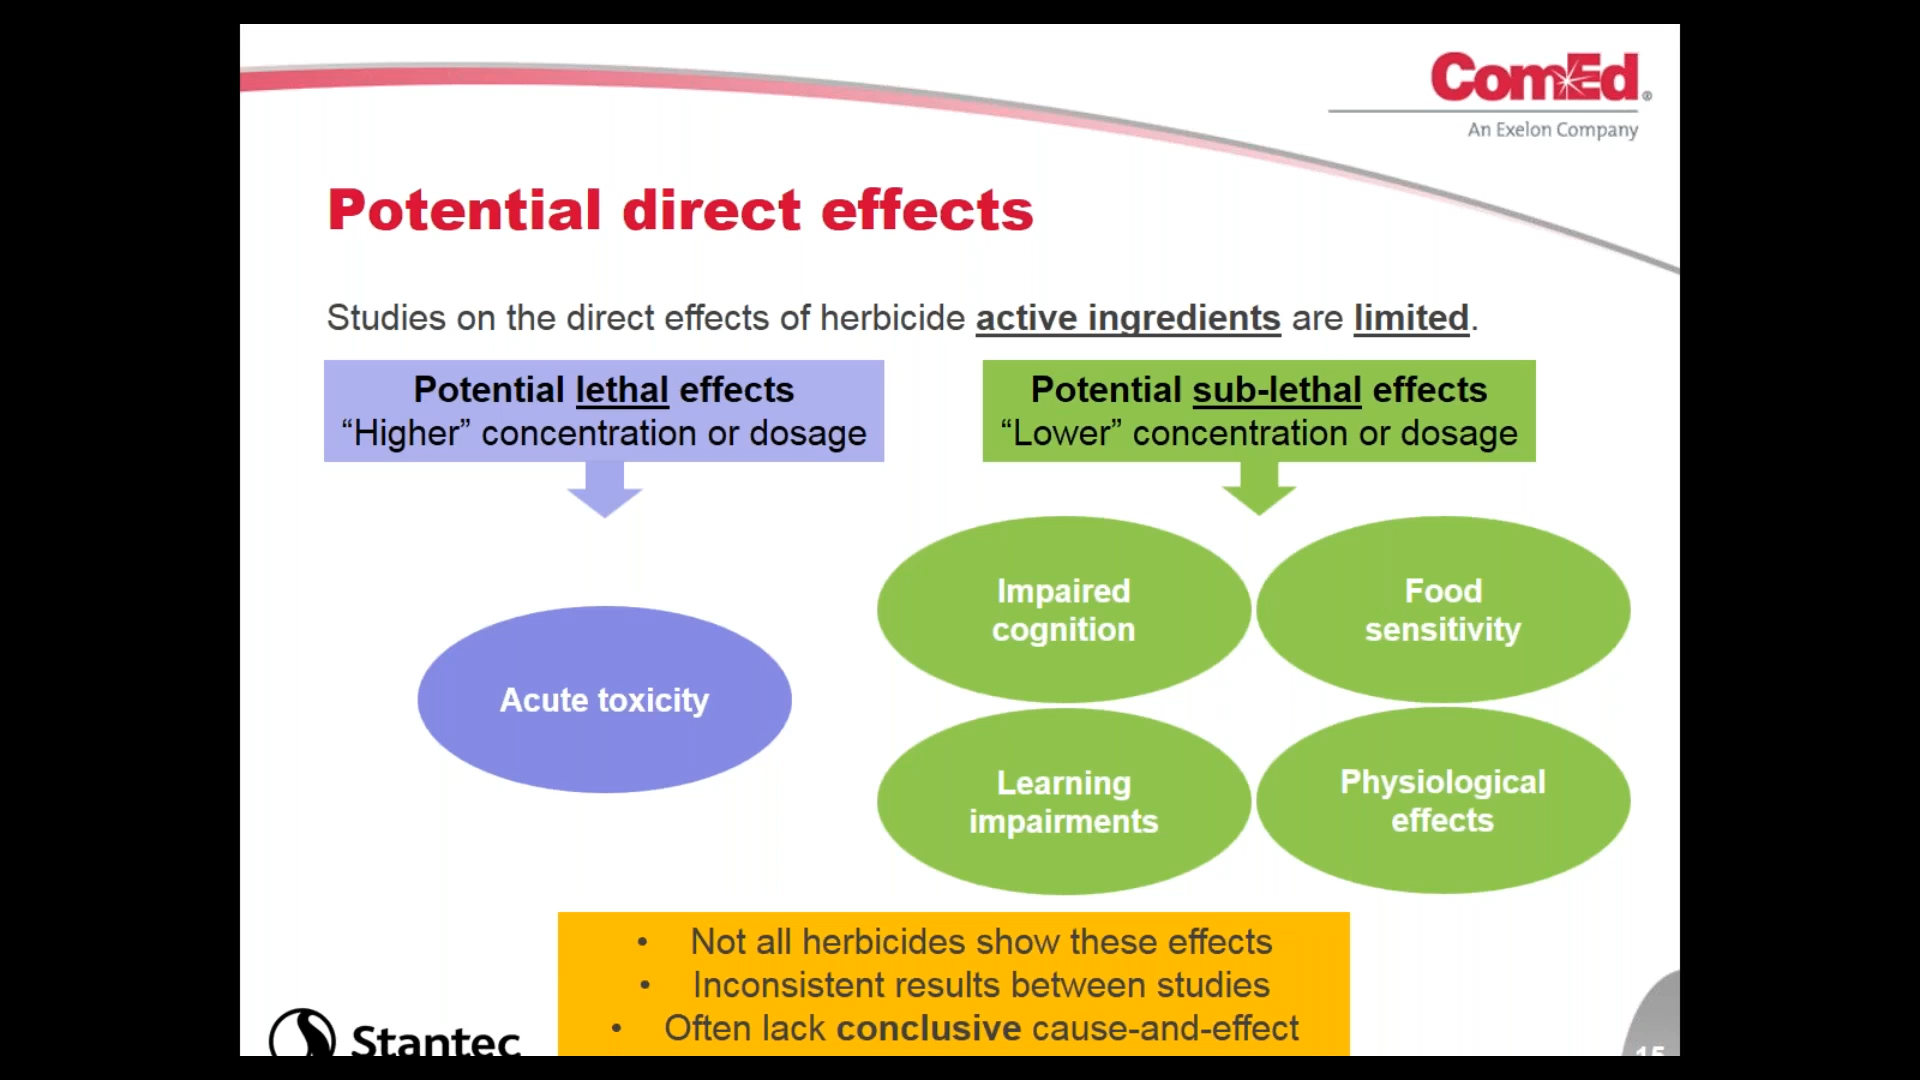 ComEd®
An Exelon Company
Potential direct effects
Studies on the direct effects of herbicide active ingredients are limited.
Potential lethal effects
“Higher” concentration or dosage
Potential sub-lethal effects
“Lower” concentration or dosage
Acute toxicity
Impaired
cognition
Food
sensitivity
Learning
impairments
Physiological
effects
• Not all herbicides show these effects
• Inconsistent results between studies
• Often lack conclusive cause-and-effect
Stantec
15